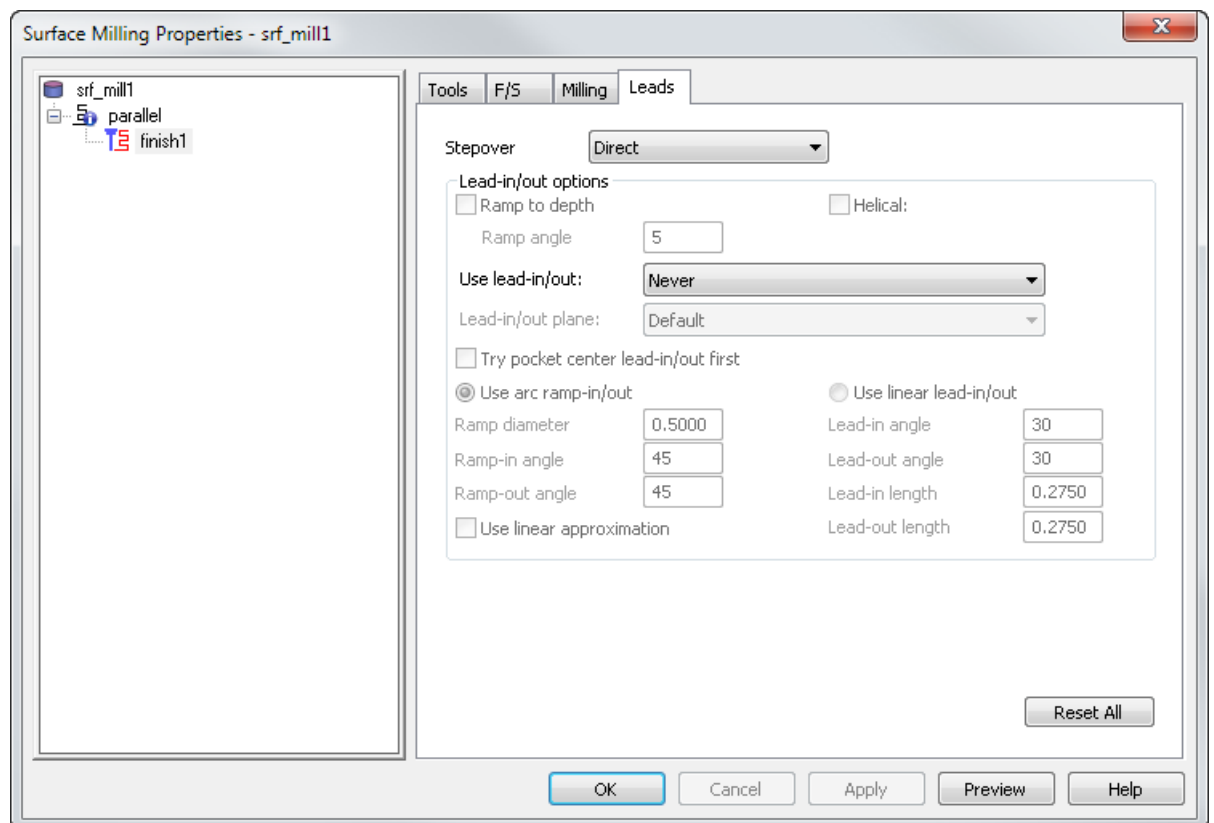 Surface Milling Properties - srf_mill1
srf_mill1
parallel
finish1
Tools F/S Milling Leads
Stepover Direct
Lead-in/out options
Ramp to depth Helical:
Ramp angle 5
Use lead-in/out: Never
Lead-in/out plane: Default
Try pocket center lead-in/out first
Use arc ramp-in/out Use linear lead-in/out
Ramp diameter 0.5000 Lead-in angle 30
Ramp-in angle 45 Lead-out angle 30
Ramp-out angle 45 Lead-in length 0.2750
Use linear approximation Lead-out length 0.2750
Reset All
OK Cancel Apply Preview Help